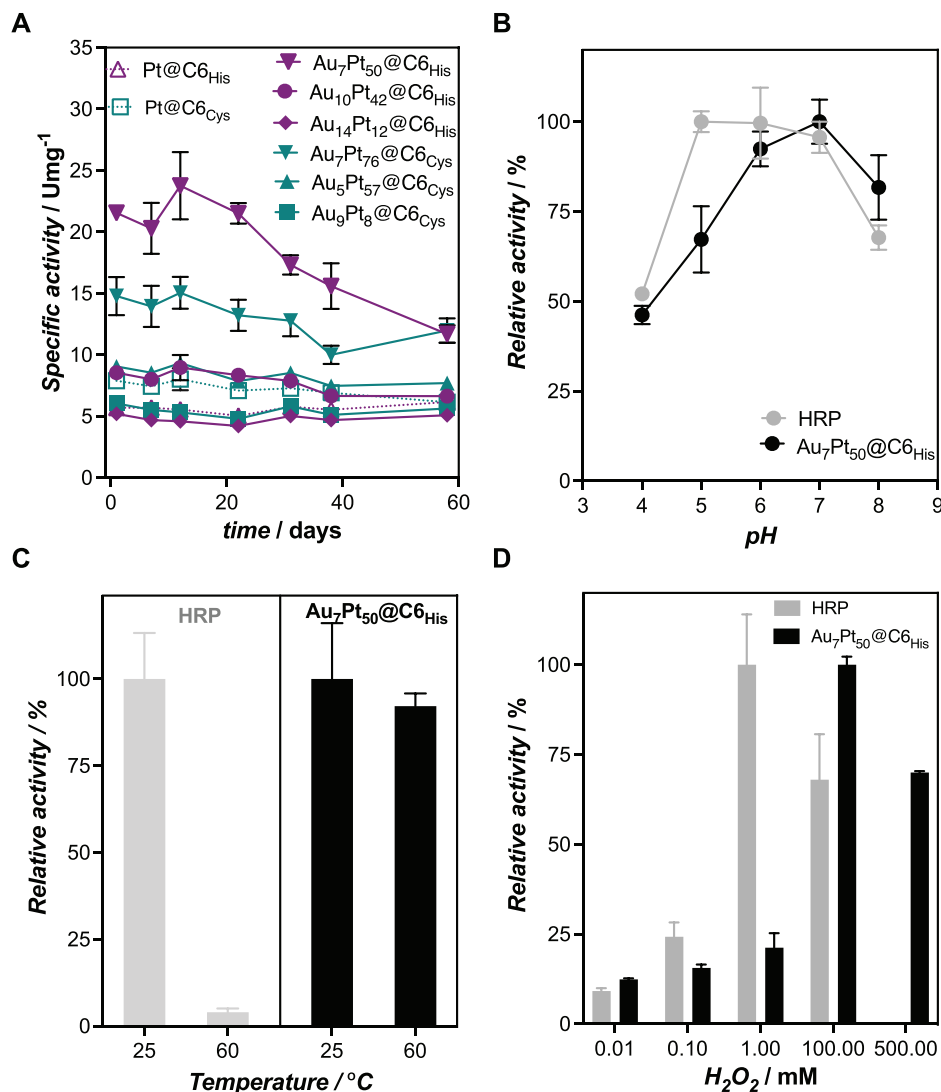 A
Specific activity / Umg⁻¹
35
30
25
20
15
10
5
0
Pt@C6His
Pt@C6Cys
Au7Pt50@C6His
Au10Pt42@C6His
Au14Pt12@C6His
Au7Pt76@C6Cys
Au5Pt57@C6Cys
Au9Pt8@C6Cys
0 20 40 60
time / days
B
Relative activity / %
100
75
50
25
0
HRP
Au7Pt50@C6His
3 4 5 6 7 8 9
pH
C
Relative activity / %
HRP
Au7Pt50@C6His
100
75
50
25
0
25 60 25 60
Temperature / °C
D
Relative activity / %
HRP
Au7Pt50@C6His
100
75
50
25
0
0.01 0.10 1.00 100.00 500.00
H2O2 / mM